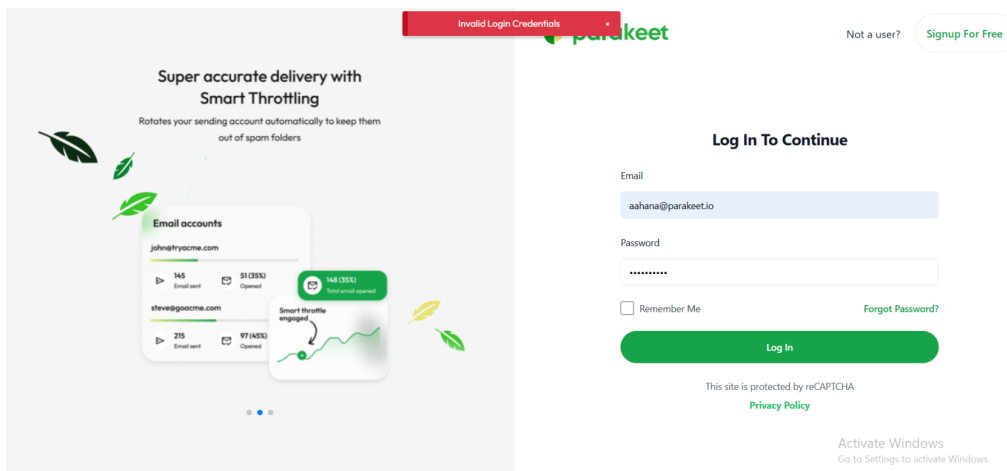 Invalid Login Credentials ×
parakeet
Not a user? Signup For Free
Super accurate delivery with
Smart Throttling
Rotates your sending account automatically to keep them
out of spam folders
Email accounts
john@tryacme.com
145
Email sent
51 (35%)
Opened
148 (35%)
Total email opened
steve@goacme.com
215
Email sent
97 (45%)
Opened
Smart throttle
engaged
Log In To Continue
Email
aahana@parakeet.io
Password
Remember Me
Forgot Password?
Log In
This site is protected by reCAPTCHA
Privacy Policy
Activate Windows
Go to Settings to activate Windows.